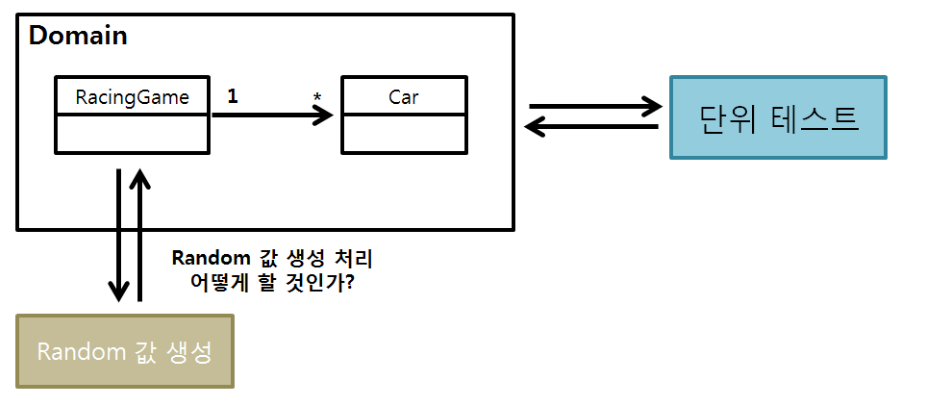 Domain
RacingGame
1
*
Car
단위 테스트
Random 값 생성 처리
어떻게 할 것인가?
Random 값 생성